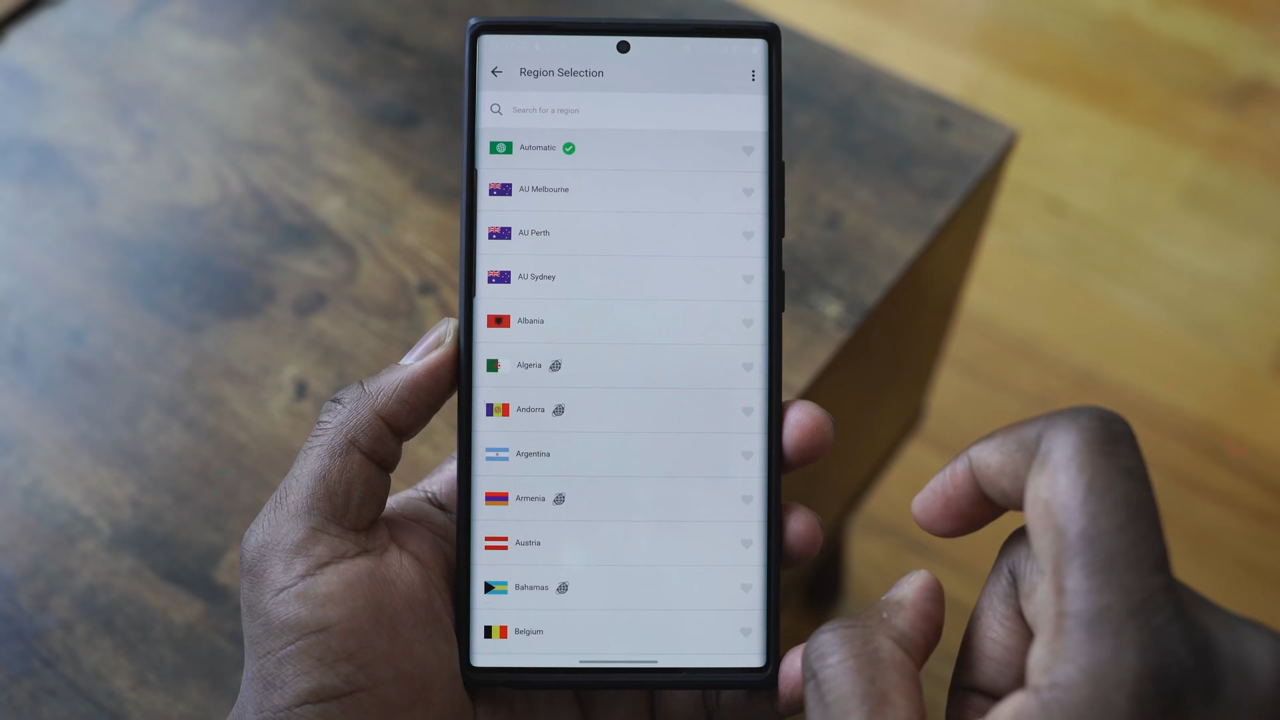 Region Selection
Search for a region
Automatic
AU Melbourne
AU Perth
AU Sydney
Albania
Algeria
Andorra
Argentina
Armenia
Austria
Bahamas
Belgium